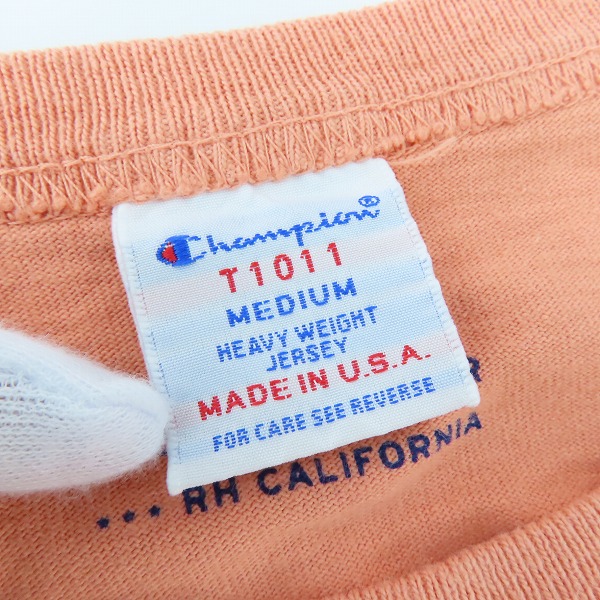 Champion®
T1011
MEDIUM
HEAVY WEIGHT
JERSEY
MADE IN U.S.A.
FOR CARE SEE REVERSE
R
*** RH CALIFORNIA